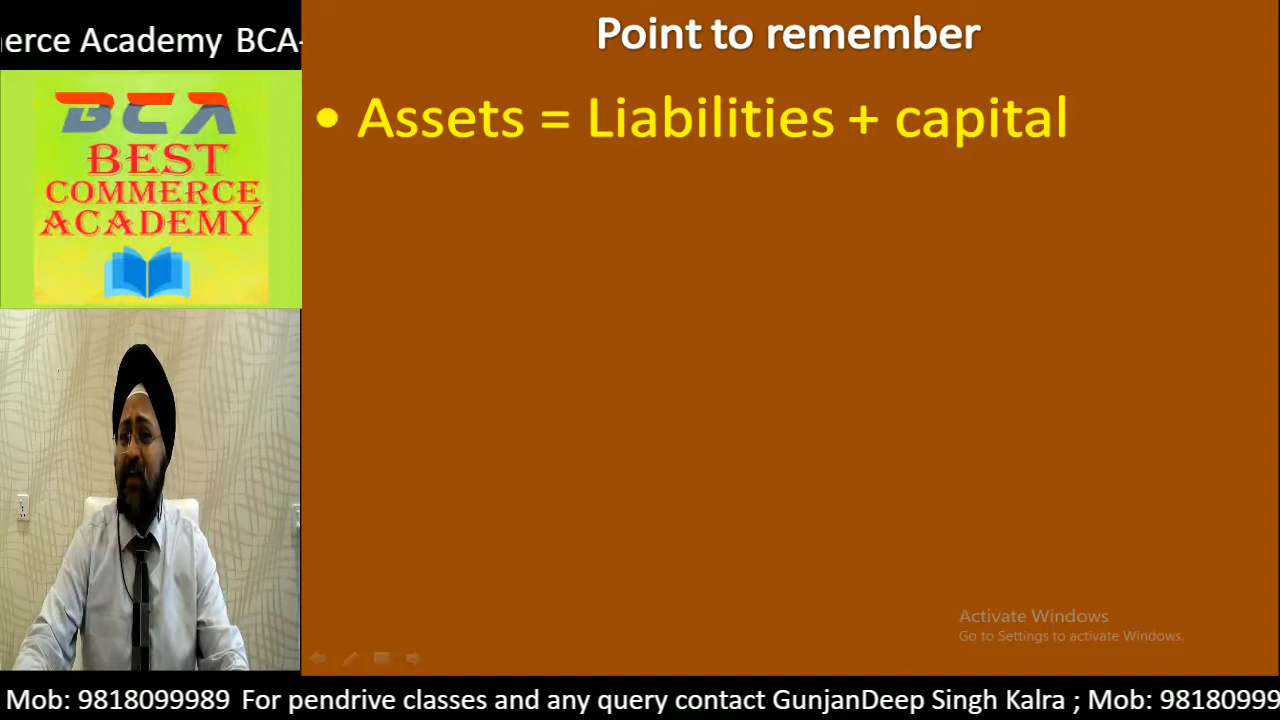 erce Academy BCA-
Point to remember
BCA
BEST
COMMERCE
ACADEMY
• Assets = Liabilities + capital
Activate Windows
Go to Settings to activate Windows.
Mob: 9818099989 For pendrive classes and any query contact GunjanDeep Singh Kalra ; Mob: 98180999